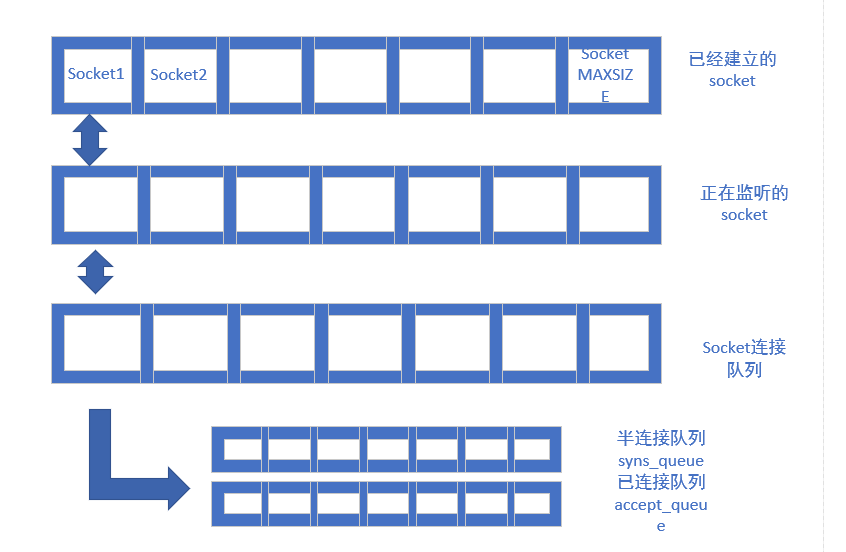 Socket1
Socket2
Socket
MAXSIZ
E
已经建立的
socket
正在监听的
socket
Socket连接
队列
半连接队列
syns_queue
已连接队列
accept_queu
e